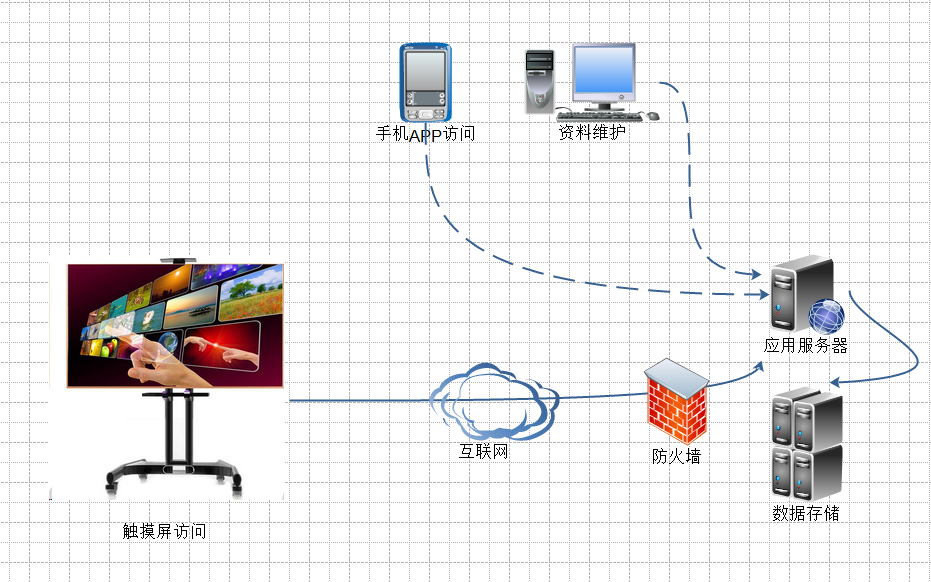 手机APP访问
资料维护
应用服务器
互联网
防火墙
数据存储
触摸屏访问